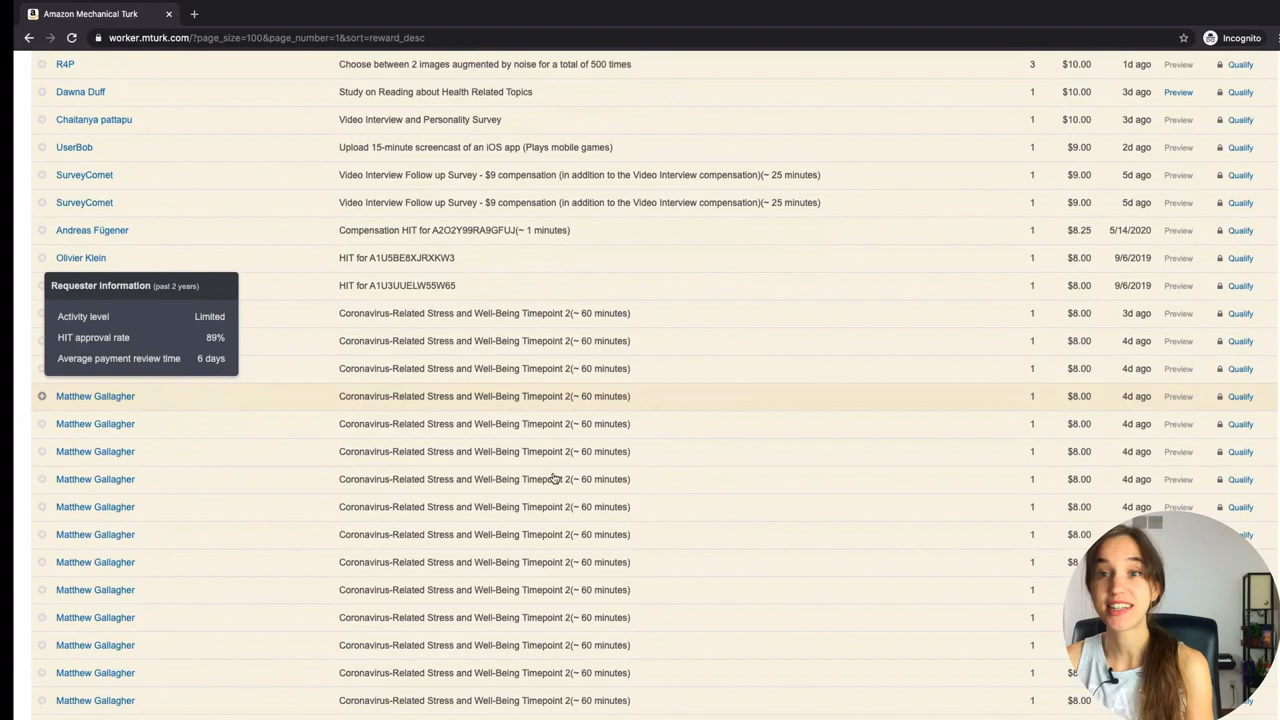 Amazon Mechanical Turk
worker.mturk.com/?page_size=100&page_number=1&sort=reward_desc
Incognito
R4P Choose between 2 images augmented by noise for a total of 500 times 3 $10.00 1d ago Preview Qualify
Dawna Duff Study on Reading about Health Related Topics 1 $10.00 3d ago Preview Qualify
Chaitanya pattapu Video Interview and Personality Survey 1 $10.00 3d ago Preview Qualify
UserBob Upload 15-minute screencast of an iOS app (Plays mobile games) 1 $9.00 2d ago Preview Qualify
SurveyComet Video Interview Follow up Survey - $9 compensation (in addition to the Video Interview compensation)(~ 25 minutes) 1 $9.00 5d ago Preview Qualify
SurveyComet Video Interview Follow up Survey - $9 compensation (in addition to the Video Interview compensation)(~ 25 minutes) 1 $9.00 5d ago Preview Qualify
Andreas Fügener Compensation HIT for A2O2Y99RA9GFUJ(~ 1 minutes) 1 $8.25 5/14/2020 Preview Qualify
Olivier Klein HIT for A1U5BE8XJRXKW3 1 $8.00 9/6/2019 Preview Qualify
HIT for A1U3UUELW55W65 1 $8.00 9/6/2019 Preview Qualify
Requester Information (past 2 years)
Coronavirus-Related Stress and Well-Being Timepoint 2(~ 60 minutes) 1 $8.00 3d ago Preview Qualify
Activity level Limited
Coronavirus-Related Stress and Well-Being Timepoint 2(~ 60 minutes) 1 $8.00 4d ago Preview Qualify
HIT approval rate 89%
Coronavirus-Related Stress and Well-Being Timepoint 2(~ 60 minutes) 1 $8.00 4d ago Preview Qualify
Average payment review time 6 days
Matthew Gallagher Coronavirus-Related Stress and Well-Being Timepoint 2(~ 60 minutes) 1 $8.00 4d ago Preview Qualify
Matthew Gallagher Coronavirus-Related Stress and Well-Being Timepoint 2(~ 60 minutes) 1 $8.00 4d ago Preview Qualify
Matthew Gallagher Coronavirus-Related Stress and Well-Being Timepoint 2(~ 60 minutes) 1 $8.00 4d ago Preview Qualify
Matthew Gallagher Coronavirus-Related Stress and Well-Being Timepoint 2(~ 60 minutes) 1 $8.00 4d ago Preview Qualify
Matthew Gallagher Coronavirus-Related Stress and Well-Being Timepoint 2(~ 60 minutes) 1 $8.00 4d ago Preview Qualify
Matthew Gallagher Coronavirus-Related Stress and Well-Being Timepoint 2(~ 60 minutes) 1 $8.00 Qualify
Matthew Gallagher Coronavirus-Related Stress and Well-Being Timepoint 2(~ 60 minutes) 1
Matthew Gallagher Coronavirus-Related Stress and Well-Being Timepoint 2(~ 60 minutes) 1
Matthew Gallagher Coronavirus-Related Stress and Well-Being Timepoint 2(~ 60 minutes) 1
Matthew Gallagher Coronavirus-Related Stress and Well-Being Timepoint 2(~ 60 minutes) 1
Matthew Gallagher Coronavirus-Related Stress and Well-Being Timepoint 2(~ 60 minutes) 1
Matthew Gallagher Coronavirus-Related Stress and Well-Being Timepoint 2(~ 60 minutes) 1 $8.00